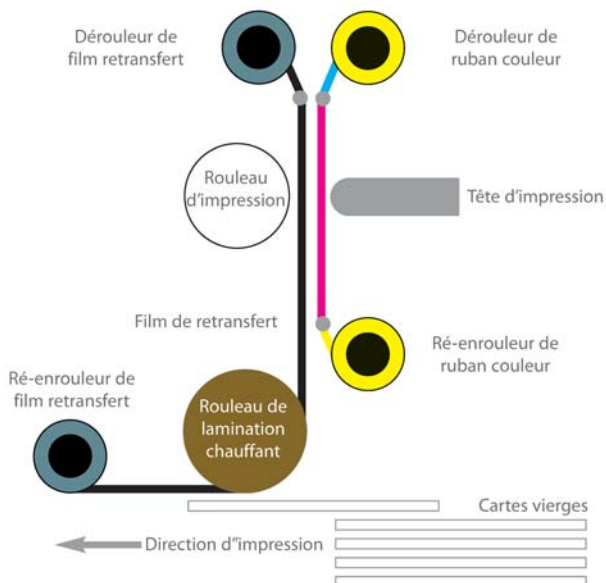 Dérouleur de
film retransfert
Dérouleur de
ruban couleur
Rouleau
d'impression
Tête d'impression
Film de retransfert
Ré-enrouleur de
ruban couleur
Ré-enrouleur de
film retransfert
Rouleau de
lamination
chauffant
Cartes vierges
Direction d"impression